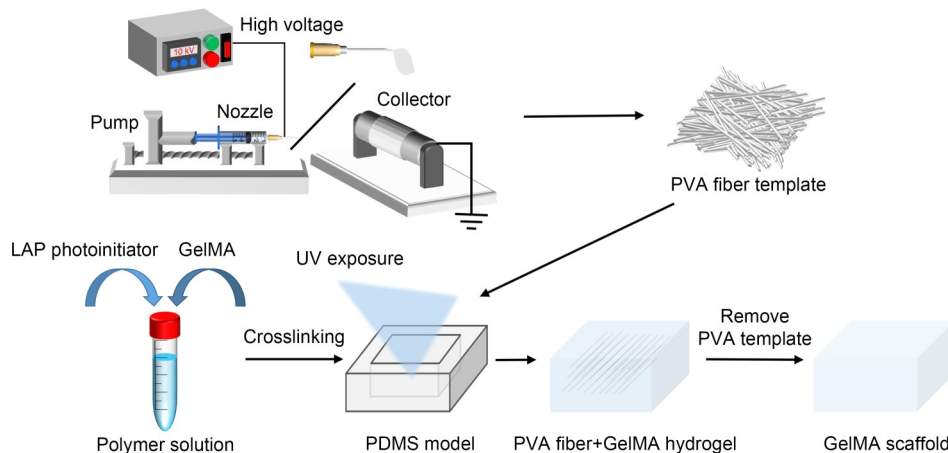 High voltage
10 kV
Nozzle
Pump
Collector
PVA fiber template
LAP photoinitiator
GelMA
UV exposure
Crosslinking
Remove
PVA template
Polymer solution
PDMS model
PVA fiber+GelMA hydrogel
GelMA scaffold